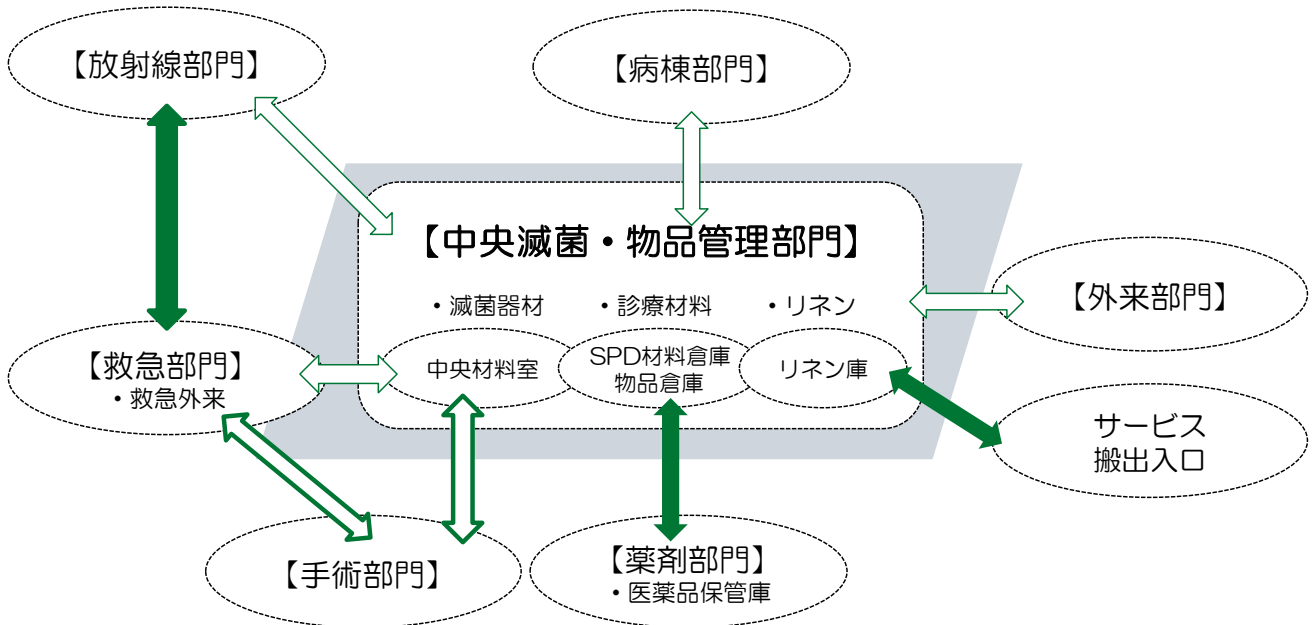 【放射線部門】
【病棟部門】
【中央滅菌・物品管理部門】
・滅菌器材
・診療材料
・リネン
【外来部門】
【救急部門】
・救急外来
中央材料室
SPD材料倉庫
物品倉庫
リネン庫
サービス
搬出入口
【手術部門】
【薬剤部門】
・医薬品保管庫